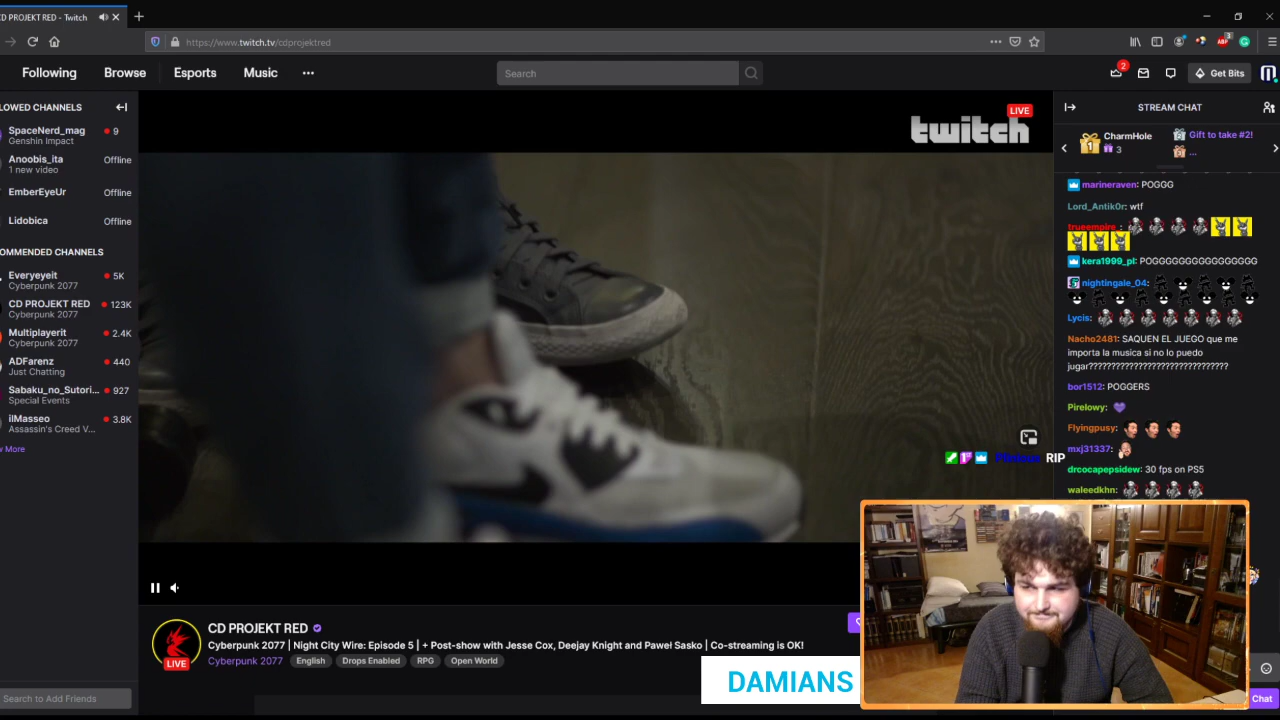 CD PROJEKT RED - Twitch
https://www.twitch.tv/cdprojektred
Following Browse Esports Music
Search
2
3
Get Bits
LOWED CHANNELS
SpaceNerd_mag 9
Genshin Impact
Anoobis_ita Offline
1 new video
EmberEyeUr Offline
Lidobica Offline
MMENDED CHANNELS
Everyeyeit 5K
Cyberpunk 2077
CD PROJEKT RED 123K
Cyberpunk 2077
Multiplayerit 2.4K
Cyberpunk 2077
ADFarenz 440
Just Chatting
Sabaku_no_Sutori... 927
Special Events
ilMasseo 3.8K
Assassin's Creed V...
w More
Search to Add Friends
LIVE
twitch
RIP
LIVE
CD PROJEKT RED
Cyberpunk 2077 | Night City Wire: Episode 5 | + Post-show with Jesse Cox, Deejay Knight and Paweł Sasko | Co-streaming is OK!
Cyberpunk 2077 English Drops Enabled RPG Open World
DAMIANS
STREAM CHAT
1 CharmHole
3
Gift to take #2!
...
marineraven: POGGG
Lord_Antik0r: wtf
trueempire_:
kera1999_pl: POGGGGGGGGGGGGGGGGG
nightingale_04:
Lycis:
Nacho2481: SAQUEN EL JUEGO que me
importa la musica si no lo puedo
jugar?????????????????????????????
bor1512: POGGERS
Pirelowy:
Flyingpusy:
mxj31337:
drcocapepsidew: 30 fps on PS5
waleedkhn:
Chat